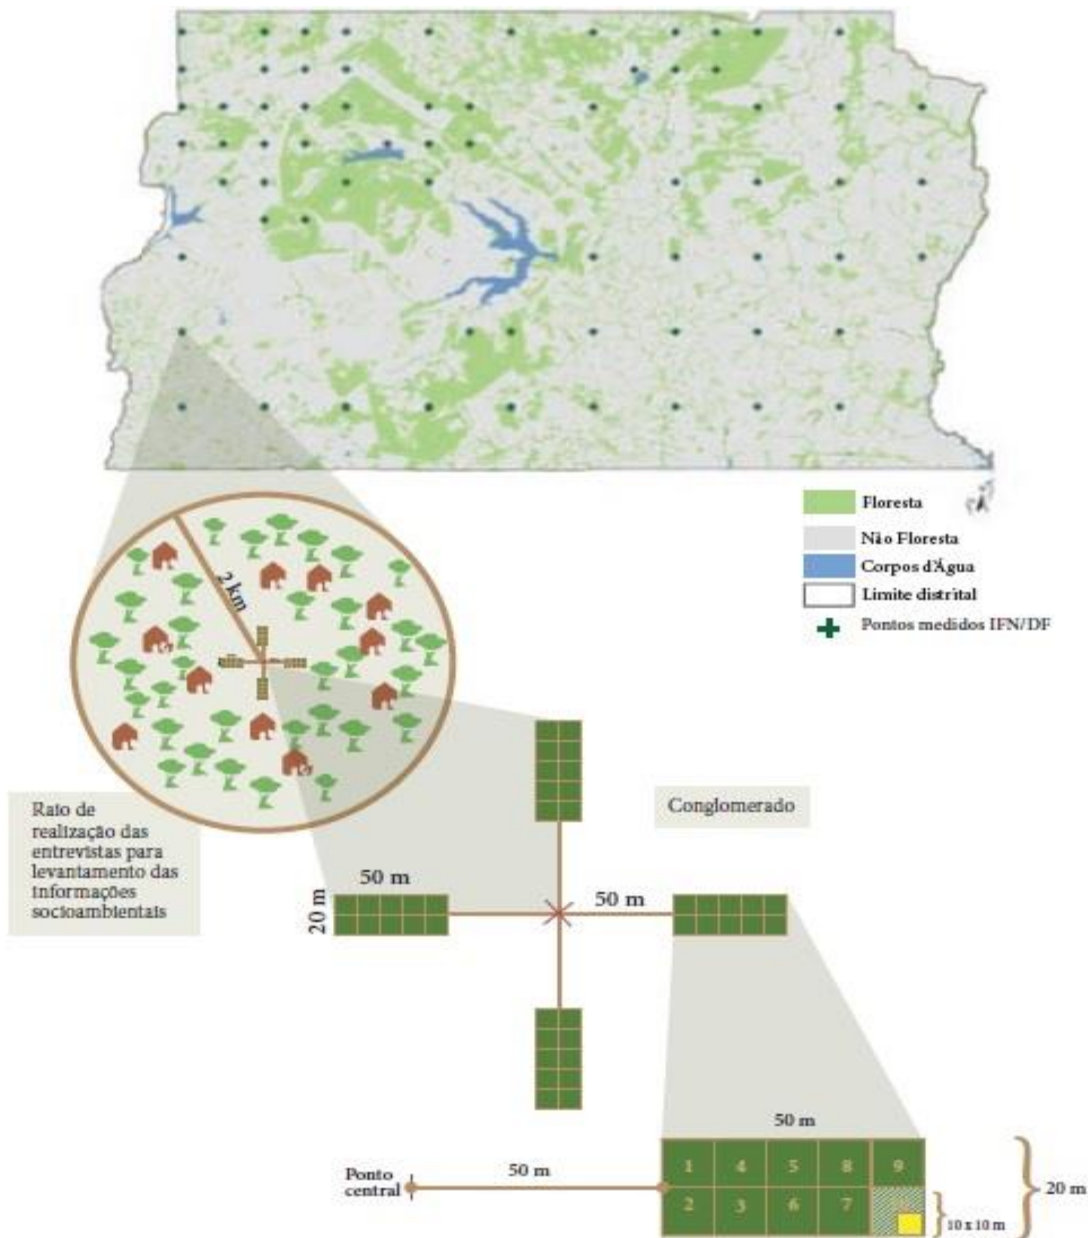 Floresta
Não Floresta
Corpos d'Água
Limite distrital
Pontos medidos IFN/DF
2 km
Raio de
realização das
entrevistas para
levantamento das
informações
socioambientais
Conglomerado
50 m
20 m
50 m
50 m
Ponto
central
50 m
1 4 5 8 9
2 3 6 7
20 m
10 x 10 m